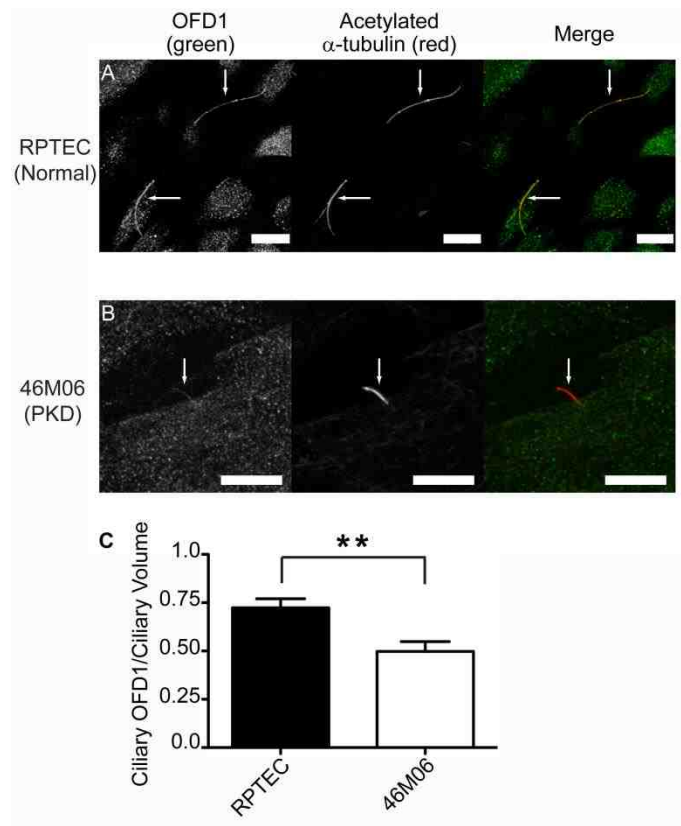 OFD1
(green)
Acetylated
α-tubulin (red)
Merge
A
RPTEC
(Normal)
B
46M06
(PKD)
C
**
Ciliary OFD1/Ciliary Volume
1.0
0.75
0.50
0.25
0.0
RPTEC
46M06